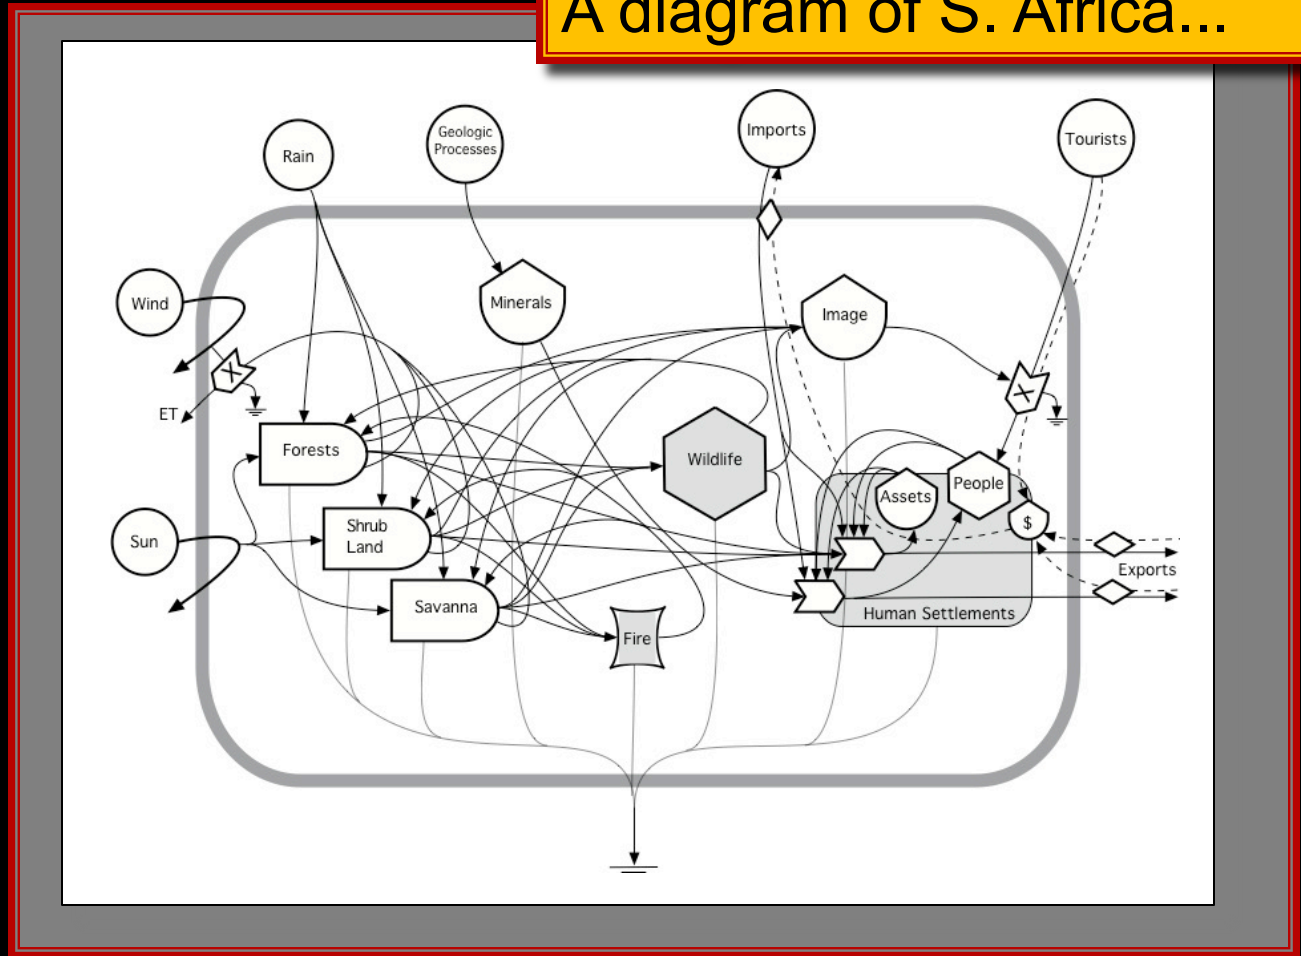 A diagram of S. Africa...
Rain
Geologic
Processes
Imports
Tourists
Wind
Minerals
Image
X
X
ET
Forests
Wildlife
People
Assets
Sun
Shrub
Land
$
Exports
Savanna
Human Settlements
Fire